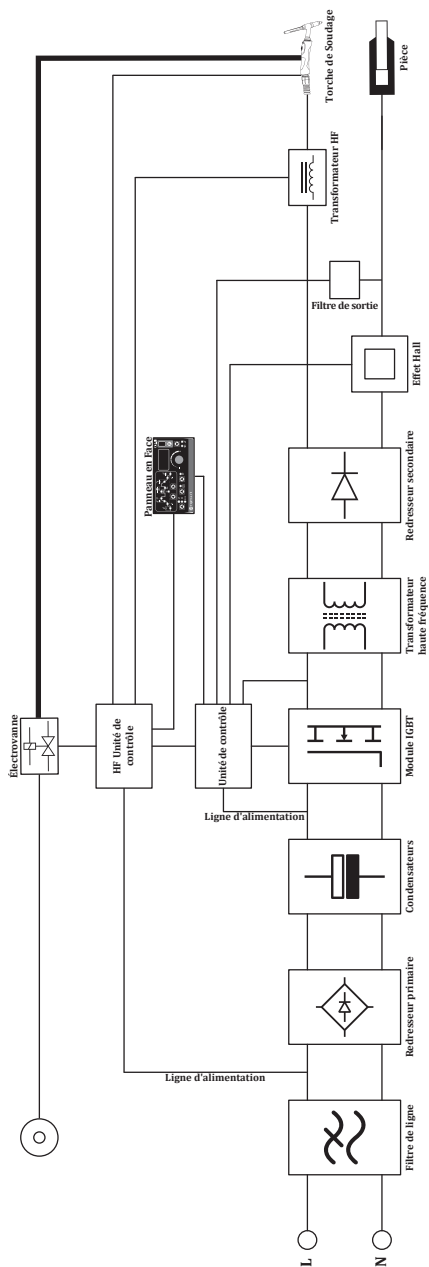 Torche de Soudage
Pièce
Transformateur HF
Filtre de sortie
Effet Hall
Panneau en Face
Redresseur secondaire
Transformateur
haute fréquence
Électrovanne
HF Unité de
contrôle
Unité de contrôle
Module IGBT
Ligne d'alimentation
Condensateurs
Redresseur primaire
Ligne d'alimentation
Filtre de ligne
L
N